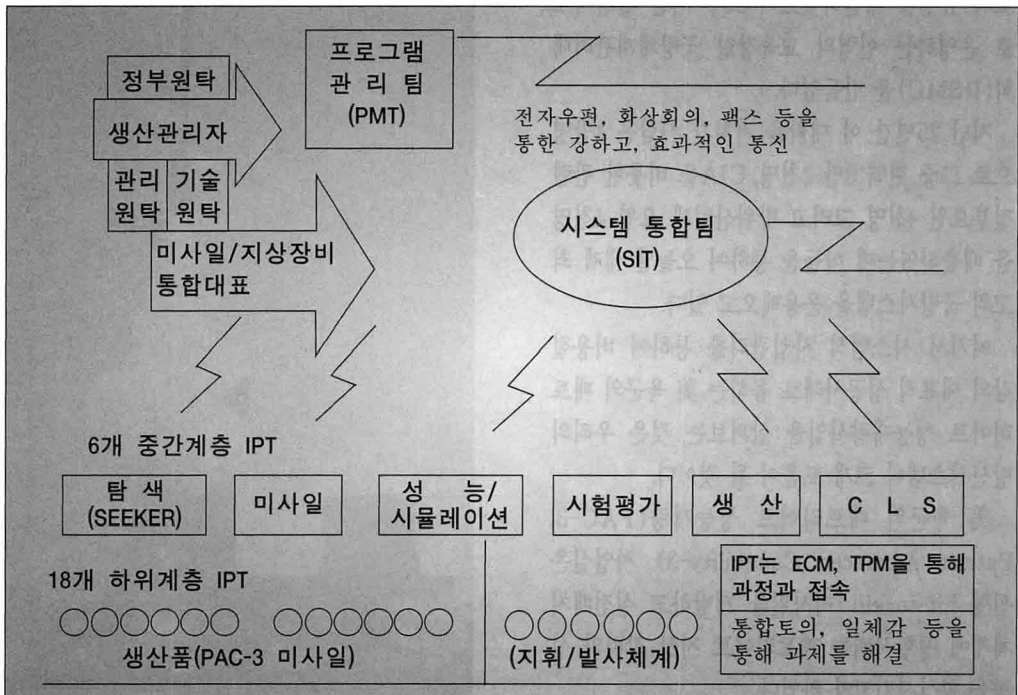 정부원탁
생산관리자
관리 기술
원탁 원탁
미사일/지상장비
통합대표
프로그램
관 리 팀
(PMT)
전자우편, 화상회의, 팩스 등을
통한 강하고, 효과적인 통신
시스템 통합팀
(SIT)
6개 중간계층 IPT
탐 색
(SEEKER)
미사일
성 능/
시뮬레이션
시험평가
생 산
C L S
18개 하위계층 IPT
생산품(PAC-3 미사일)
(지휘/발사체계)
IPT는 ECM, TPM을 통해
과정과 접속
통합토의, 일체감 등을
통해 과제를 해결